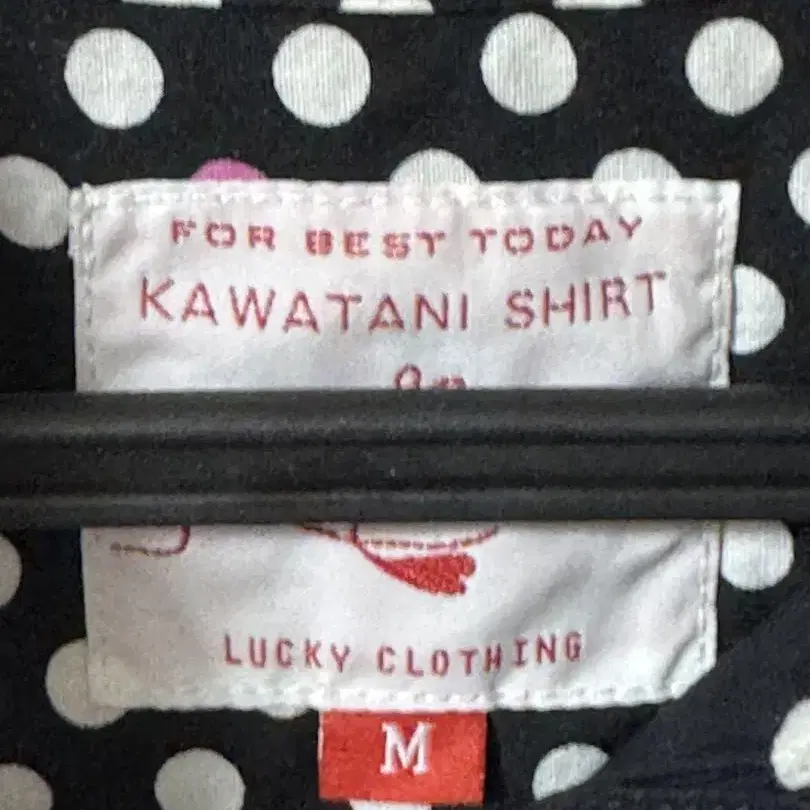 FOR BEST TODAY
KAWATANI SHIRT
LUCKY CLOTHING
M